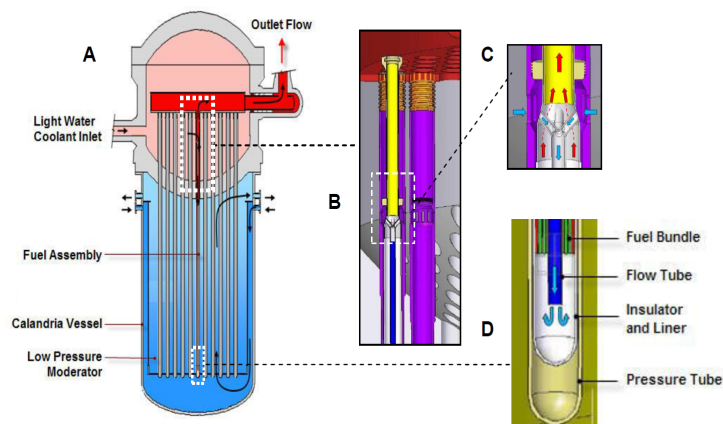 Outlet Flow
A
C
Light Water
Coolant Inlet
B
Fuel Assembly
Fuel Bundle
Flow Tube
Calandria Vessel
Insulator
and Liner
D
Low Pressure
Moderator
Pressure Tube